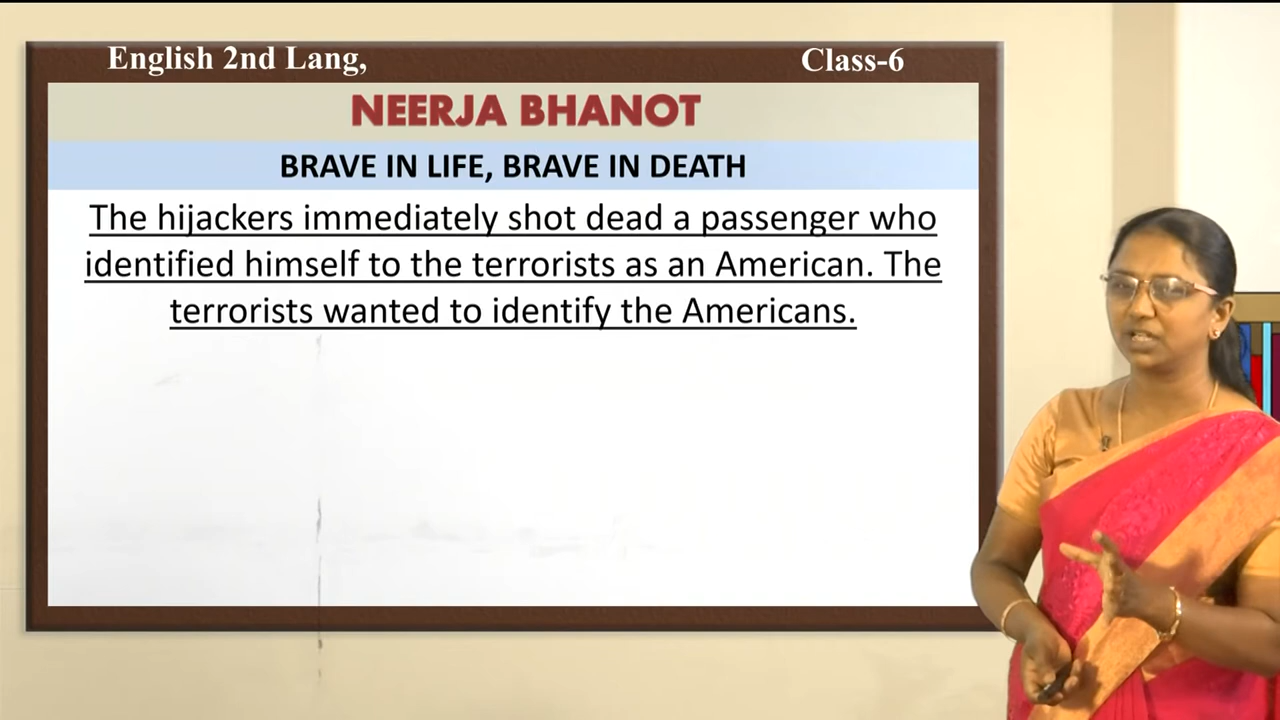 English 2nd Lang, Class-6
NEERJA BHANOT
BRAVE IN LIFE, BRAVE IN DEATH
The hijackers immediately shot dead a passenger who
identified himself to the terrorists as an American. The
terrorists wanted to identify the Americans.